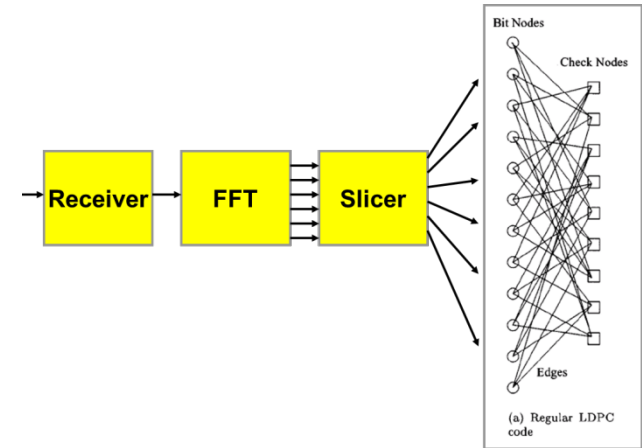 Receiver
FFT
Slicer
Bit Nodes
Check Nodes
Edges
(a) Regular LDPC
code